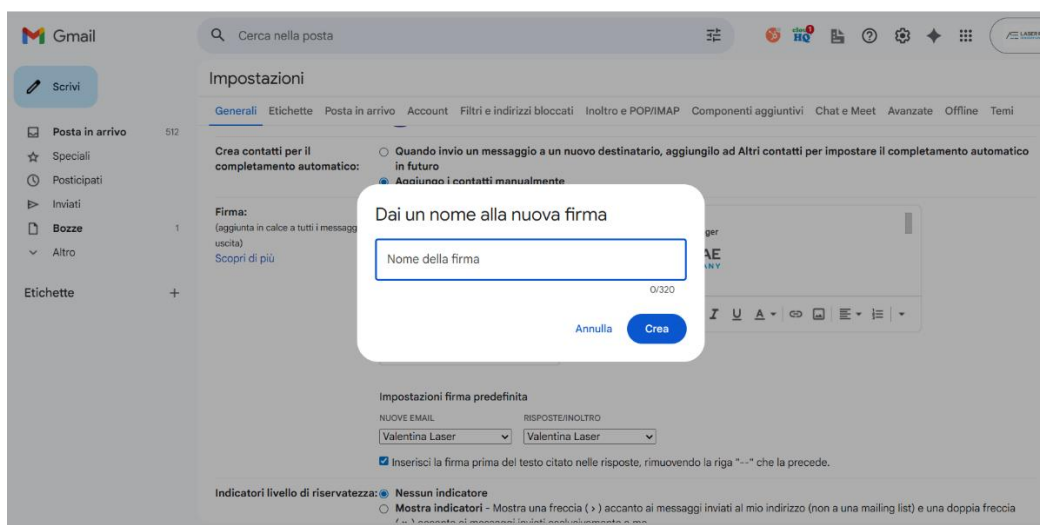 Gmail
Cerca nella posta
cloud
HQ
1
Impostazioni
Scrivi
Generali Etichette Posta in arrivo Account Filtri e indirizzi bloccati Inoltro e POP/IMAP Componenti aggiuntivi Chat e Meet Avanzate Offline Temi
Posta in arrivo 512
Speciali
Posticipati
Inviati
Bozze 1
Altro
Etichette +
Crea contatti per il
completamento automatico:
Quando invio un messaggio a un nuovo destinatario, aggiungilo ad Altri contatti per impostare il completamento automatico
in futuro
Aggiungo i contatti manualmente
Firma:
(aggiunta in calce a tutti i messagg
uscita)
Scopri di più
Dai un nome alla nuova firma
Nome della firma
0/320
Annulla Crea
ger
AE
NY
I U A
Impostazioni firma predefinita
NUOVE EMAIL RISPOSTE/INOLTRO
Valentina Laser Valentina Laser
Inserisci la firma prima del testo citato nelle risposte, rimuovendo la riga "--" che la precede.
Indicatori livello di riservatezza: Nessun indicatore
Mostra indicatori - Mostra una freccia ( › ) accanto ai messaggi inviati al mio indirizzo (non a una mailing list) e una doppia freccia